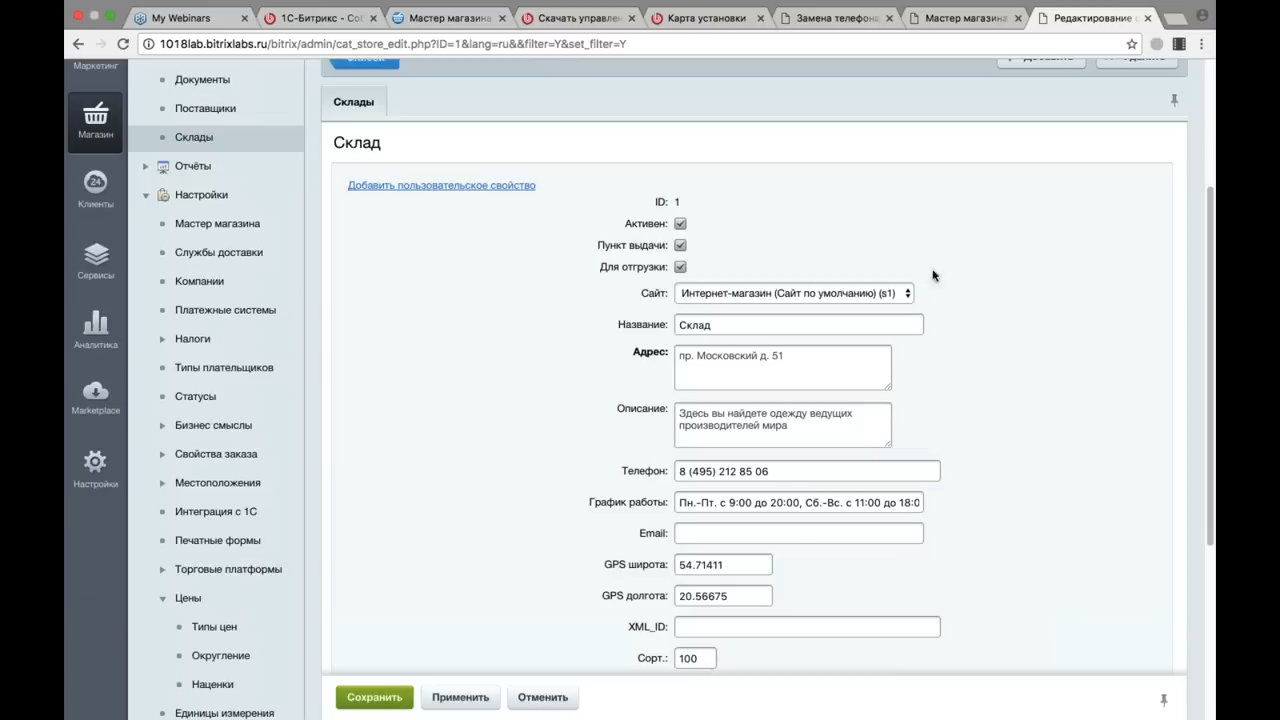 My Webinars
1С-Битрикс - Соб
Мастер магазина
Скачать управлен
Карта установки
Замена телефона
Мастер магазина
Редактирование с
1018lab.bitrixlabs.ru/bitrix/admin/cat_store_edit.php?ID=1&lang=ru&&filter=Y&set_filter=Y
Маркетинг
Магазин
24
Клиенты
Сервисы
Аналитика
Marketplace
Настройки
Документы
Поставщики
Склады
Отчёты
Настройки
Мастер магазина
Службы доставки
Компании
Платежные системы
Налоги
Типы плательщиков
Статусы
Бизнес смыслы
Свойства заказа
Местоположения
Интеграция с 1С
Печатные формы
Торговые платформы
Цены
Типы цен
Округление
Наценки
Единицы измерения
Склады
Склад
Добавить пользовательское свойство
ID: 1
Активен:
Пункт выдачи:
Для отгрузки:
Сайт: Интернет-магазин (Сайт по умолчанию) (s1)
Название: Склад
Адрес: пр. Московский д. 51
Описание: Здесь вы найдете одежду ведущих
производителей мира
Телефон: 8 (495) 212 85 06
График работы: Пн.-Пт. с 9:00 до 20:00, Сб.-Вс. с 11:00 до 18:0
Email:
GPS широта: 54.71411
GPS долгота: 20.56675
XML_ID:
Сорт.: 100
Сохранить
Применить
Отменить